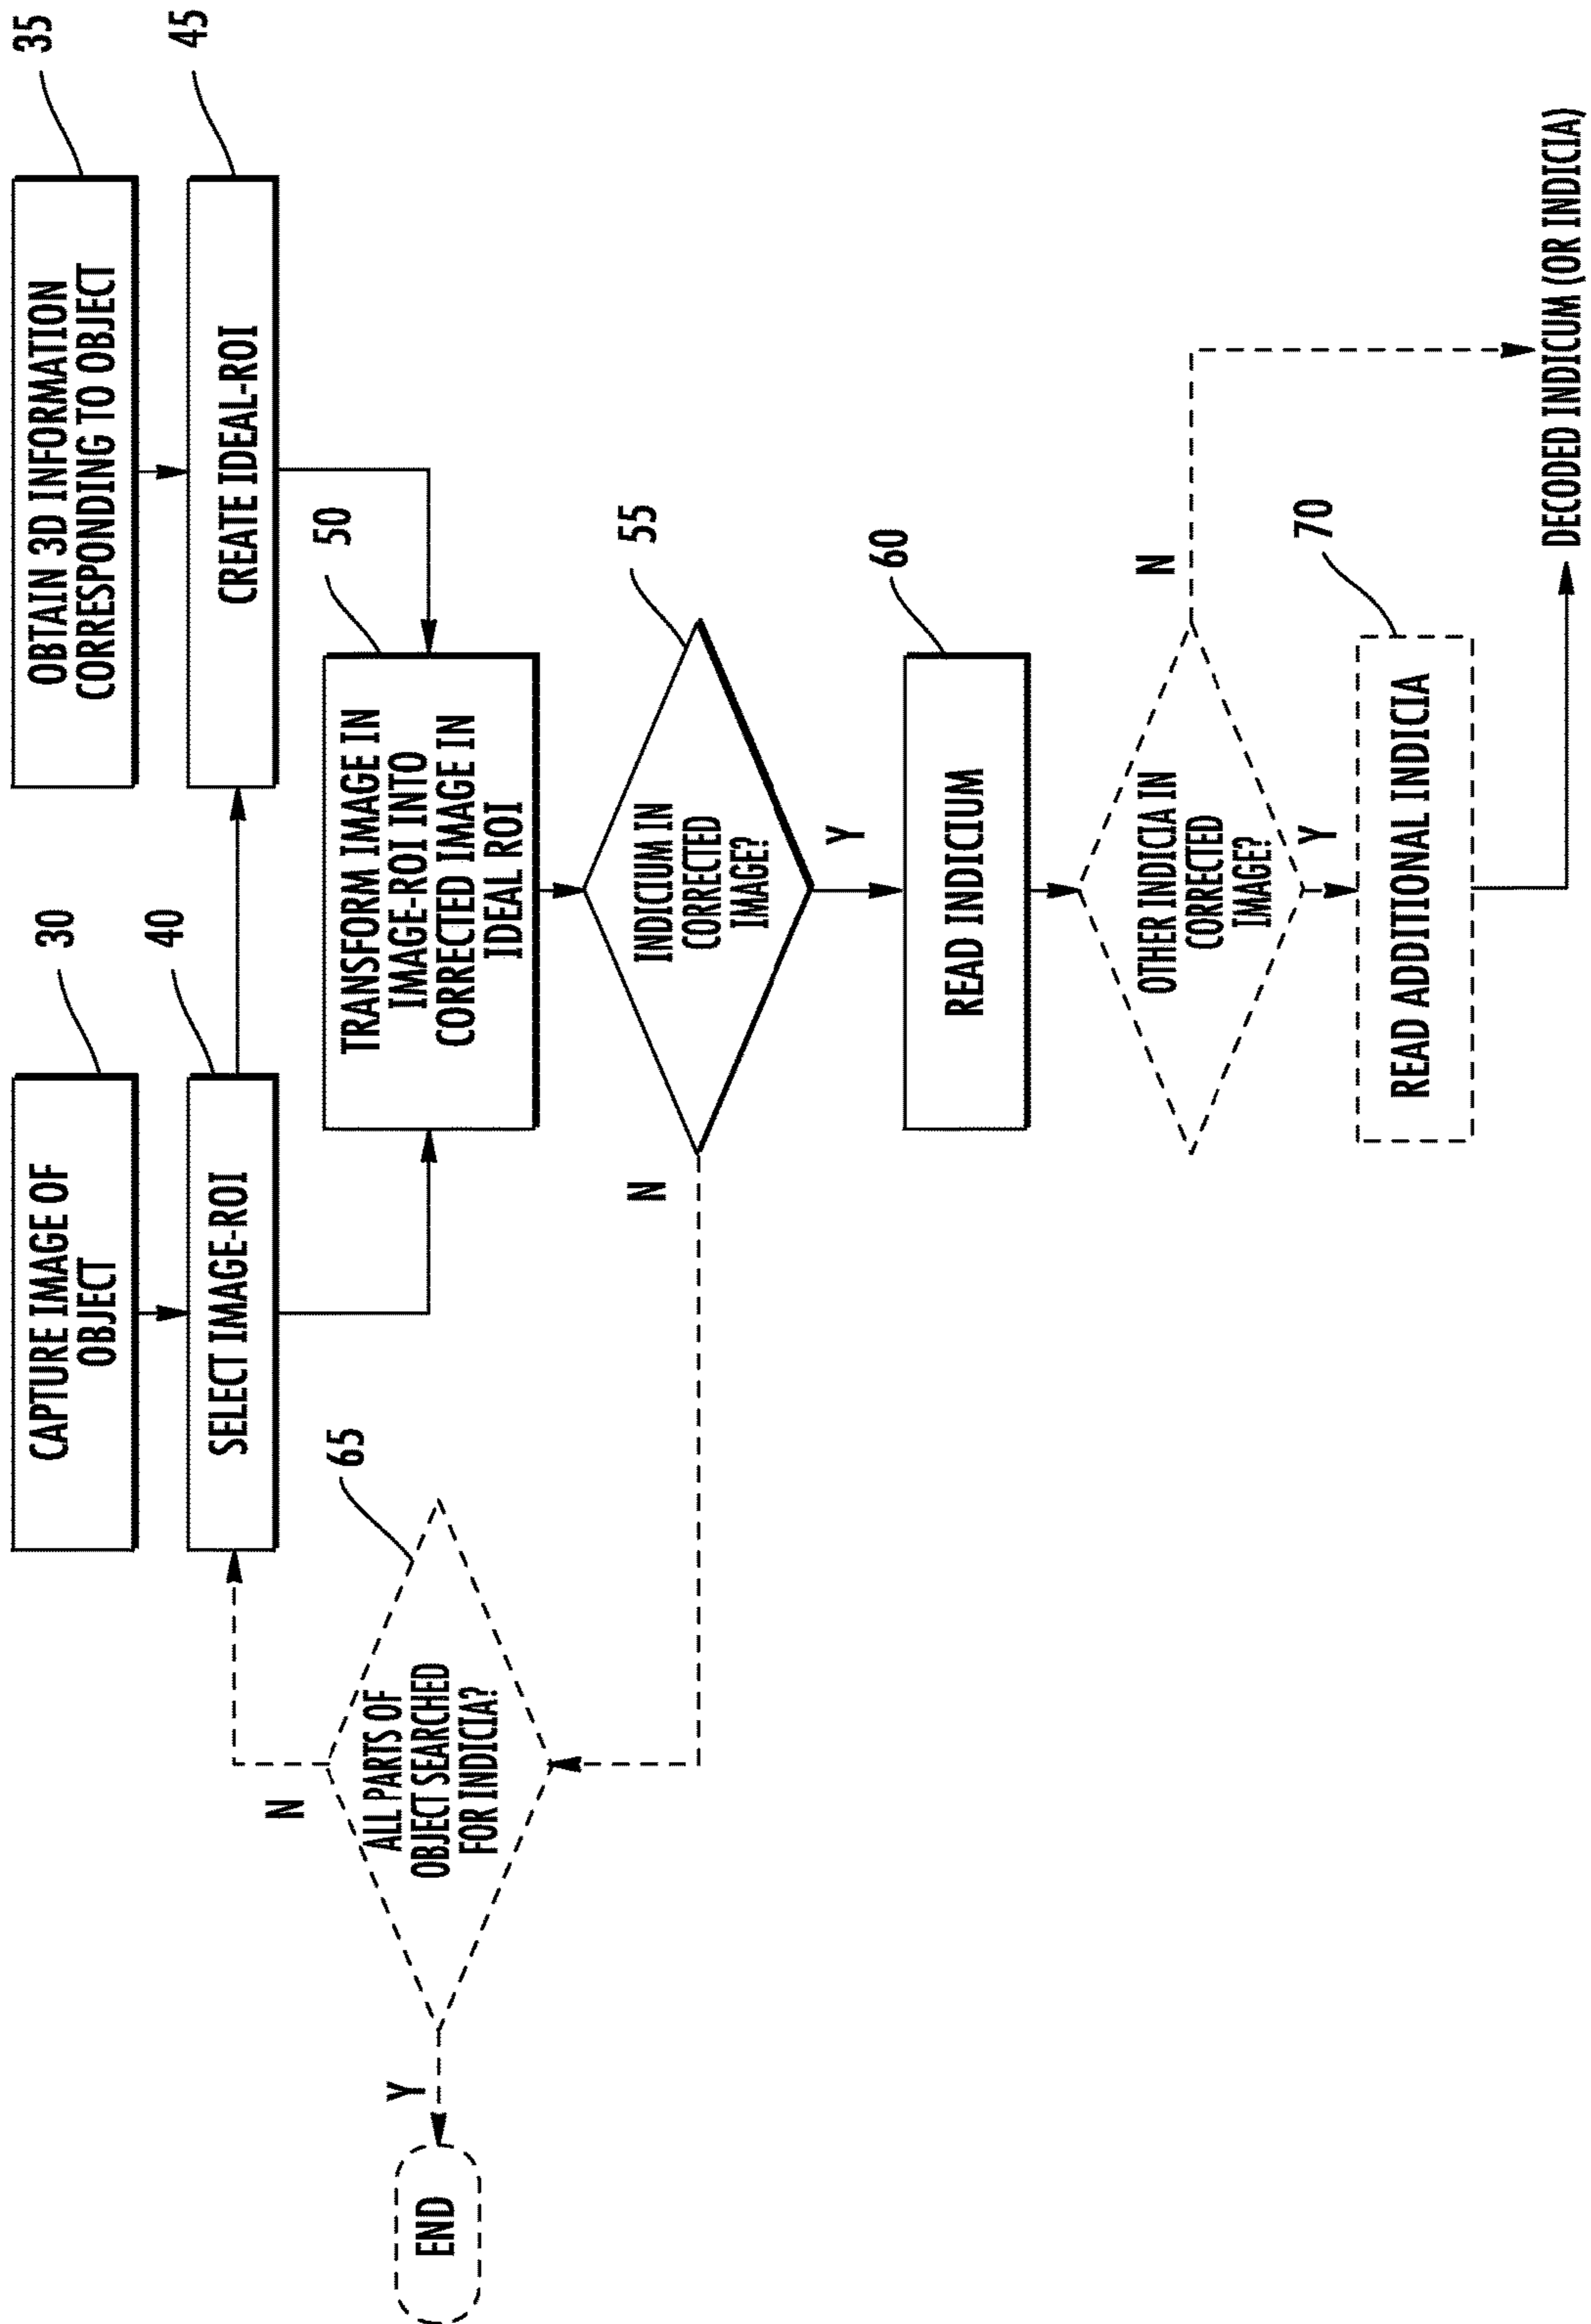 30
CAPTURE IMAGE OF
OBJECT
35
OBTAIN 3D INFORMATION
CORRESPONDING TO OBJECT
40
SELECT IMAGE-ROI
45
CREATE IDEAL-ROI
50
TRANSFORM IMAGE IN
IMAGE-ROI INTO
CORRECTED IMAGE IN
IDEAL ROI
65
ALL PARTS OF
OBJECT SEARCHED
FOR INDICIA?
N
Y
END
55
INDICIUM IN
CORRECTED
IMAGE?
N
Y
60
READ INDICIUM
OTHER INDICIA IN
CORRECTED
IMAGE?
N
Y
70
READ ADDITIONAL INDICIA
DECODED INDICUM (OR INDICIA)